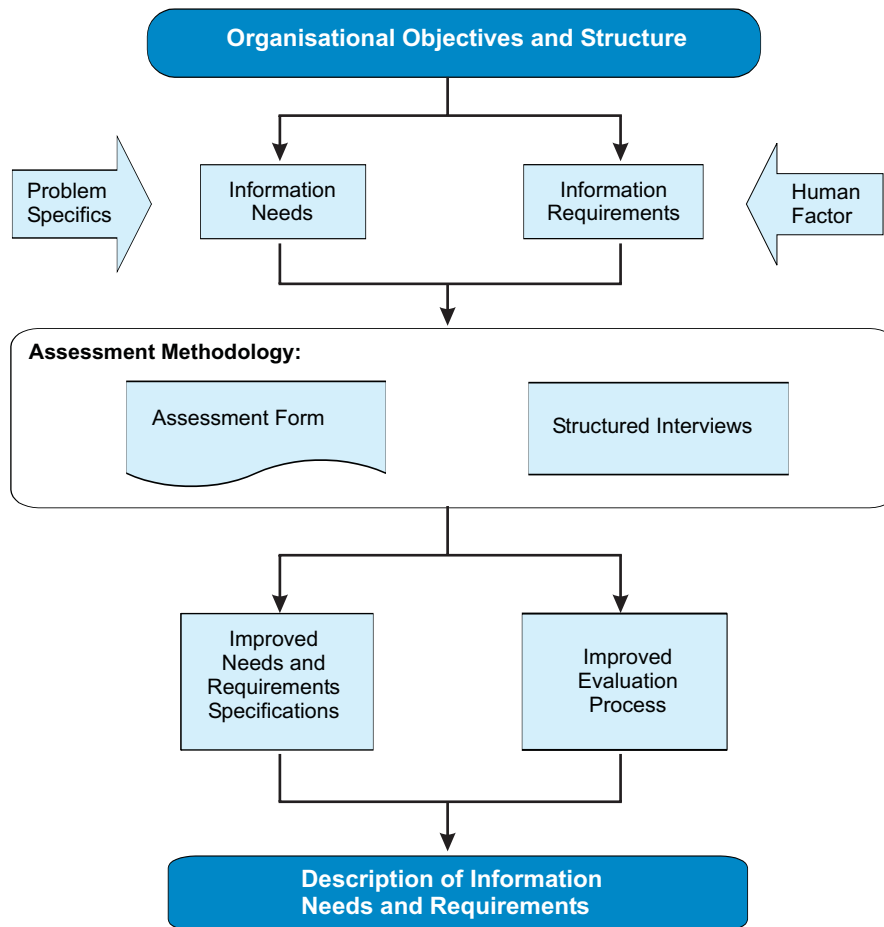 Organisational Objectives and Structure
Problem
Specifics
Information
Needs
Information
Requirements
Human
Factor
Assessment Methodology:
Assessment Form
Structured Interviews
Improved
Needs and
Requirements
Specifications
Improved
Evaluation
Process
Description of Information
Needs and Requirements